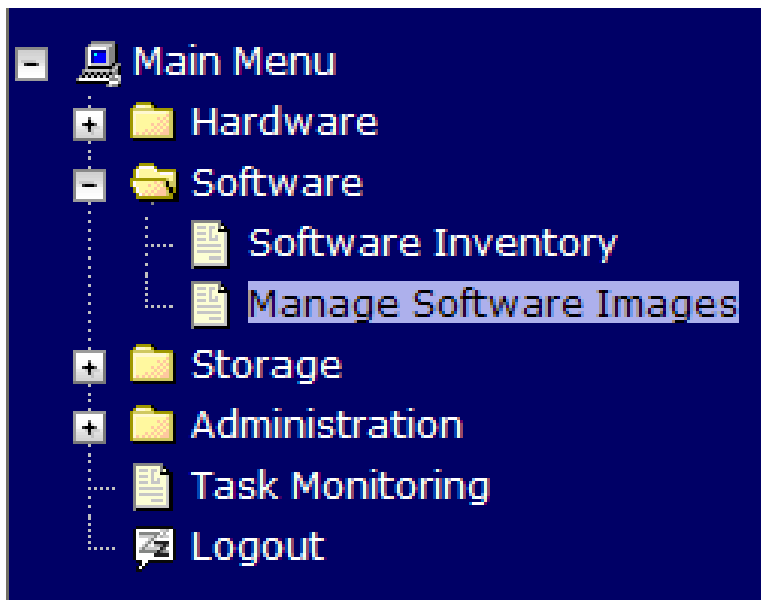 Main Menu
Hardware
Software
Software Inventory
Manage Software Images
Storage
Administration
Task Monitoring
Logout